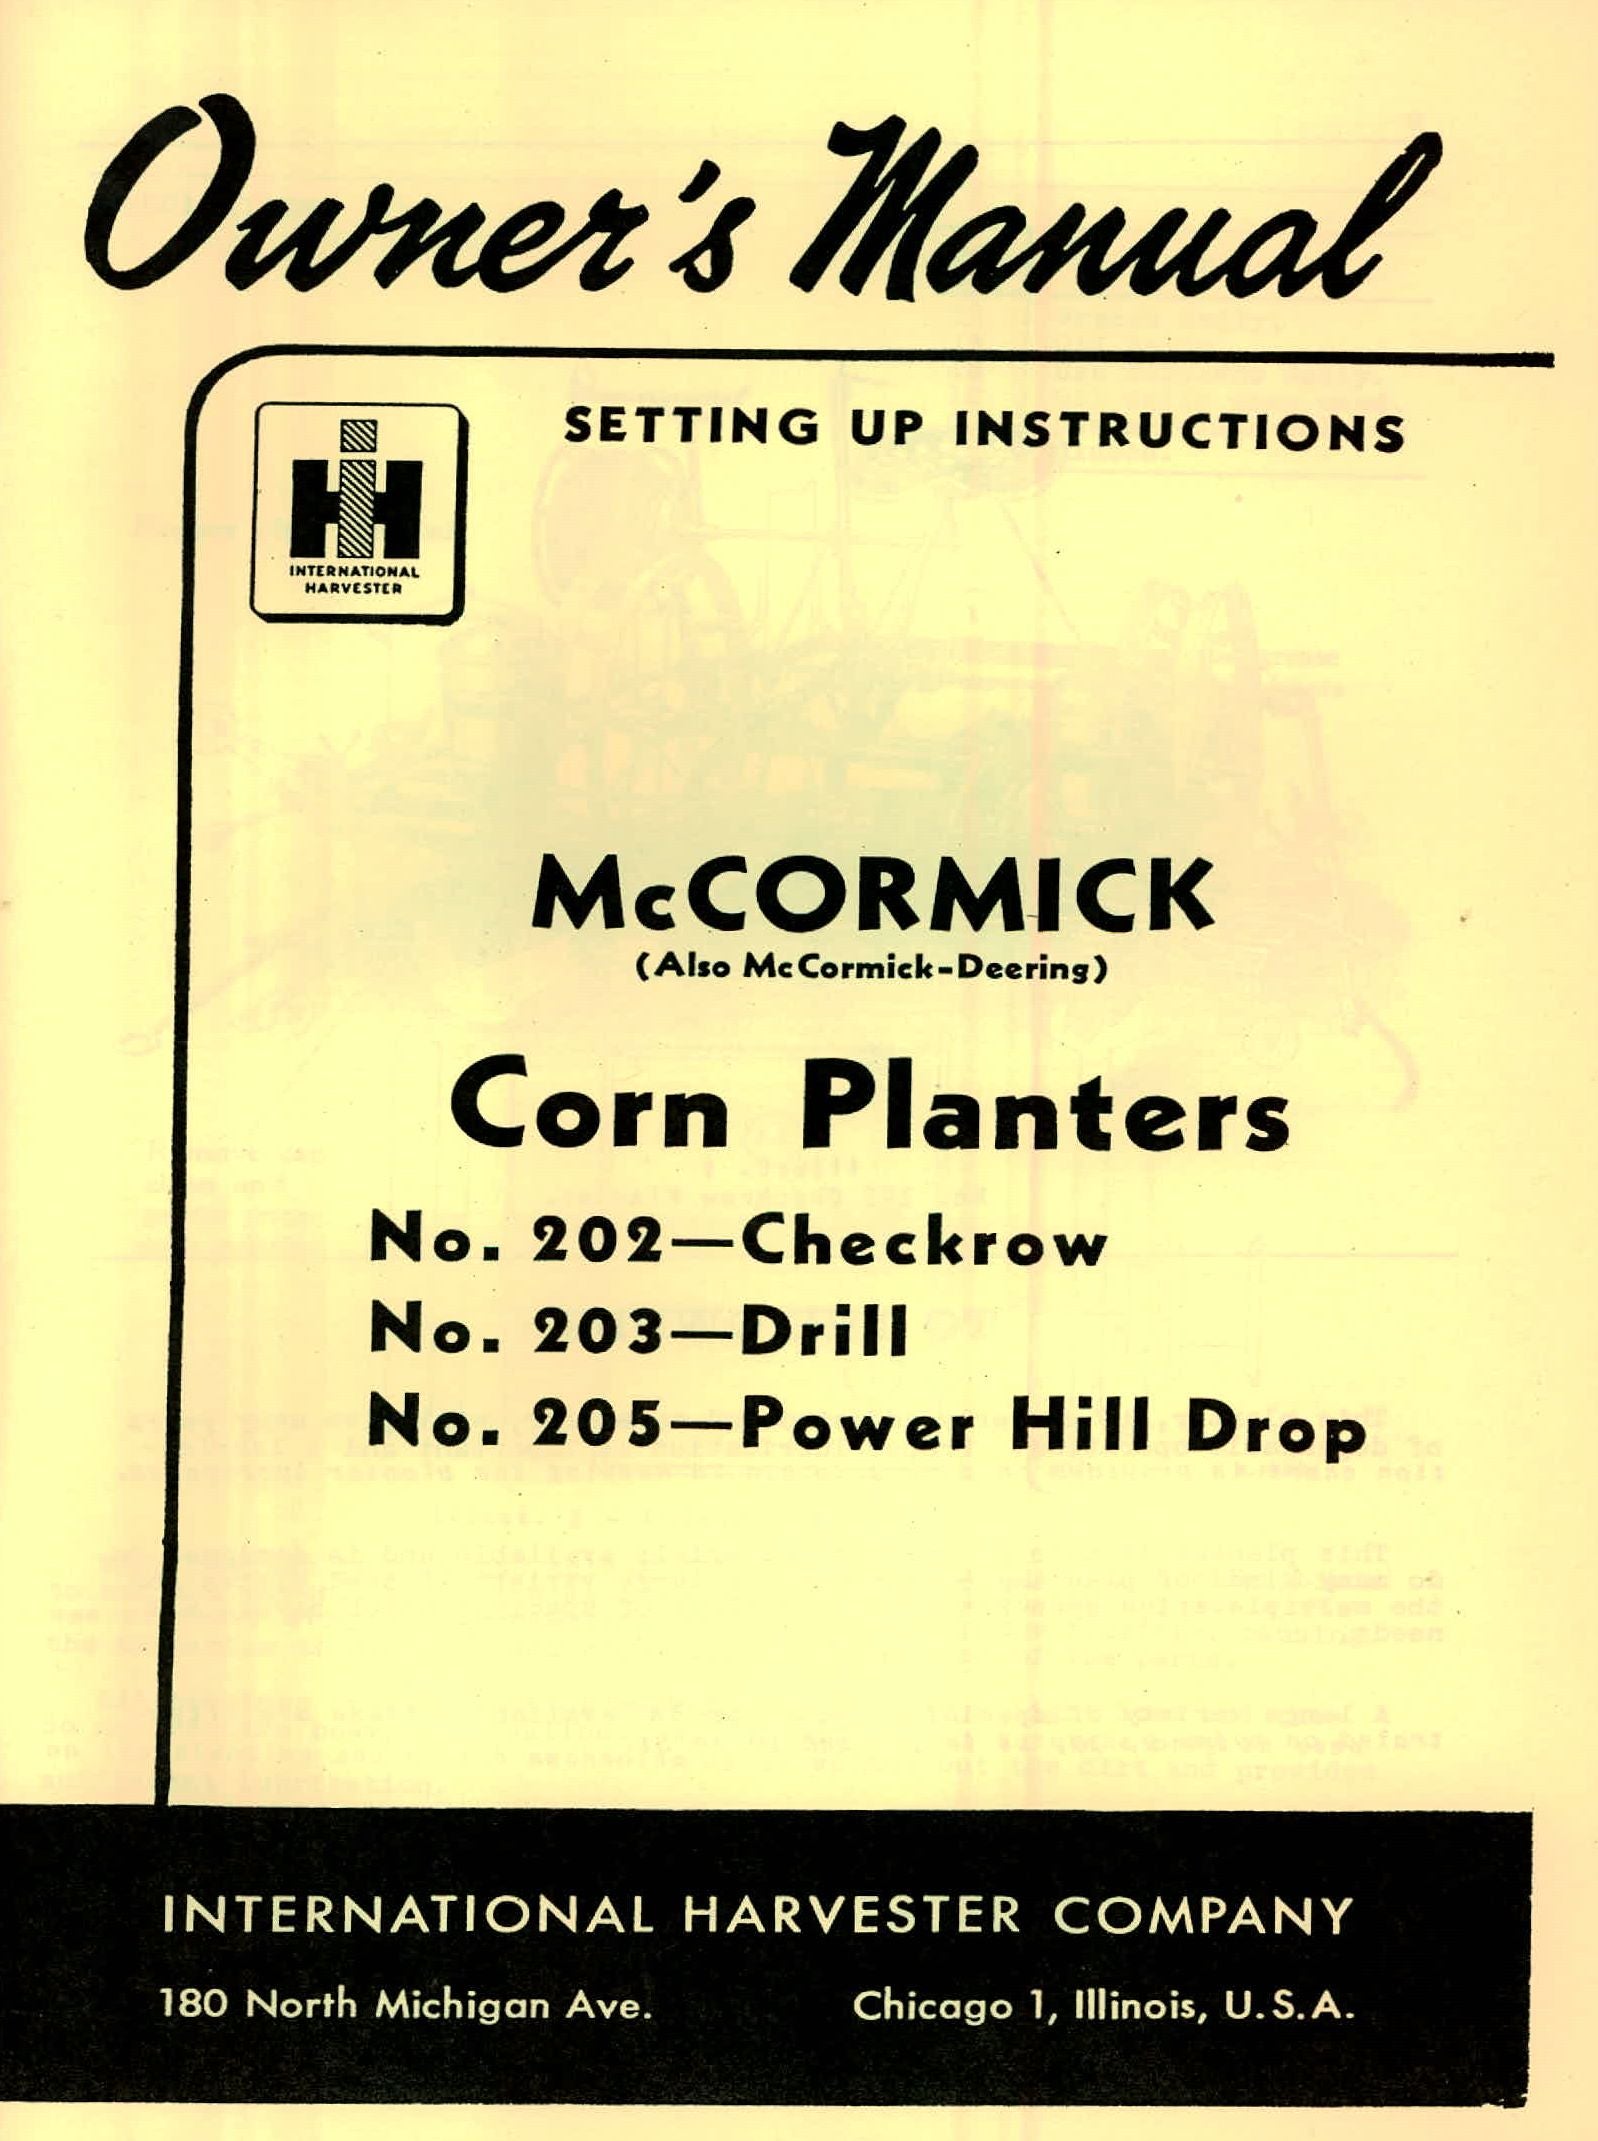 Owner's Manual
SETTING UP INSTRUCTIONS
IH
INTERNATIONAL
HARVESTER
McCORMICK
(Also McCormick-Deering)
Corn Planters
No. 202—Checkrow
No. 203—Drill
No. 205—Power Hill Drop
INTERNATIONAL HARVESTER COMPANY
180 North Michigan Ave. Chicago 1, Illinois, U.S.A.